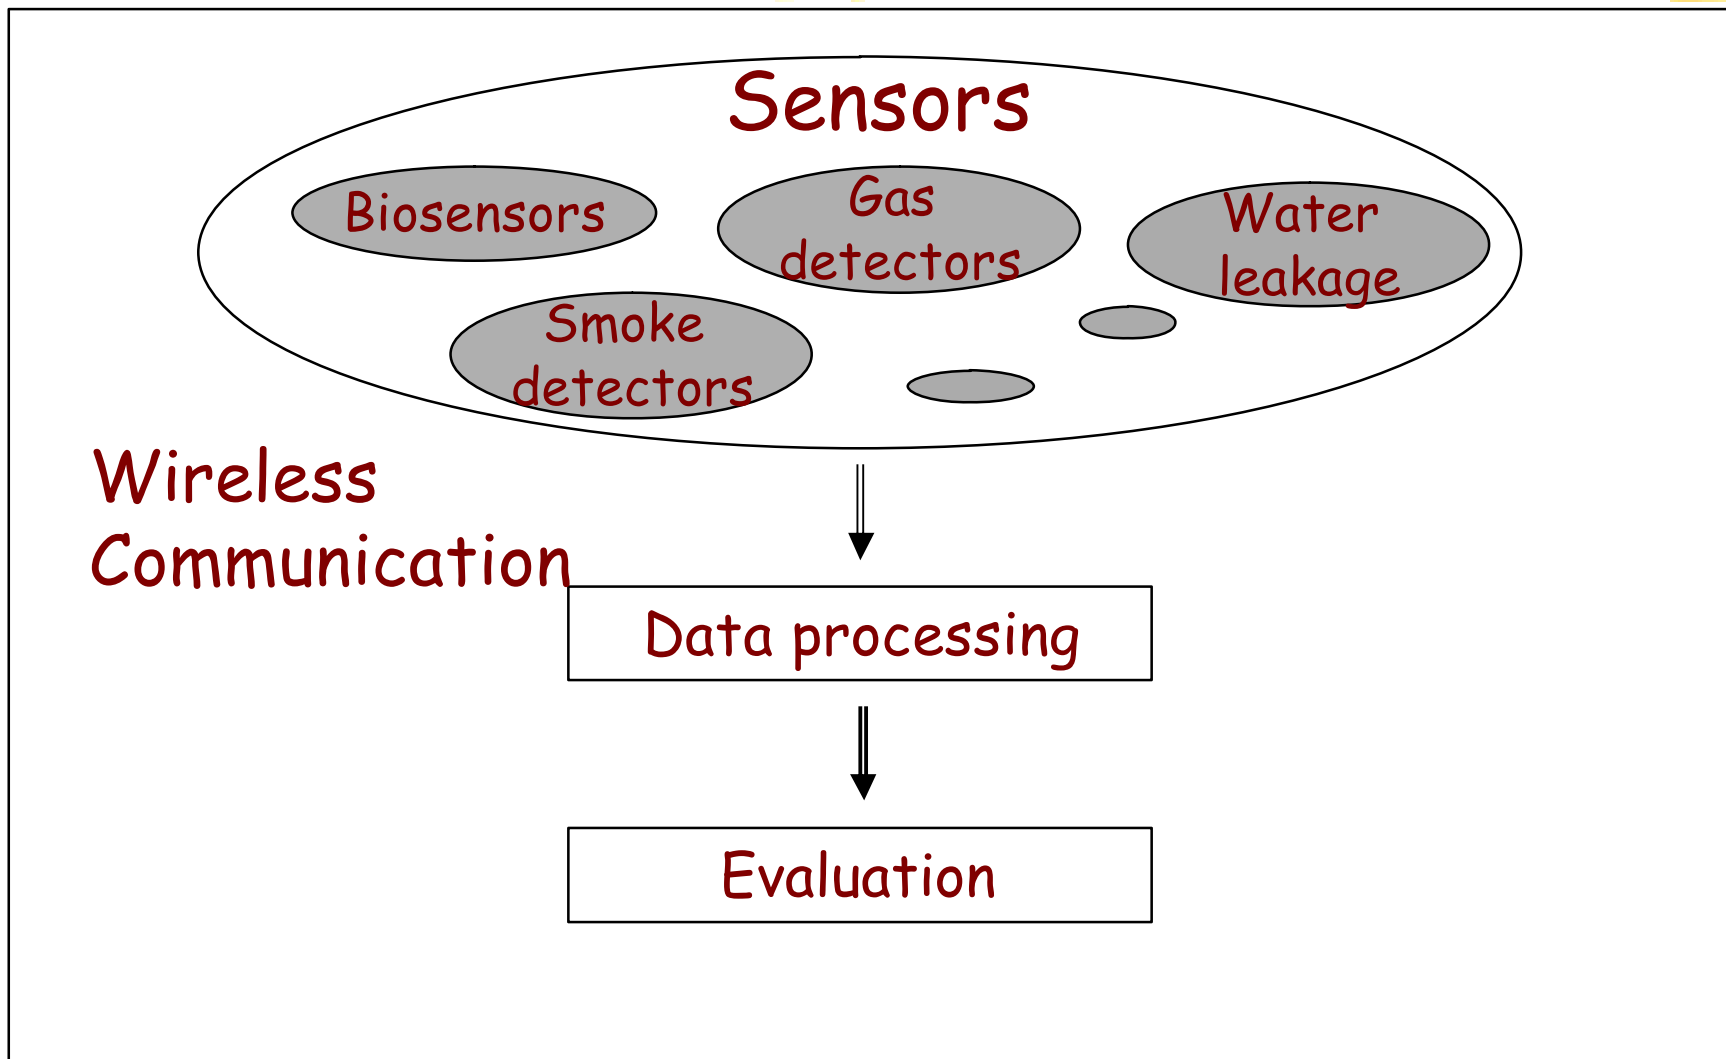 Sensors
Biosensors
Gas
detectors
Water
leakage
Smoke
detectors
Wireless
Communication
Data processing
Evaluation